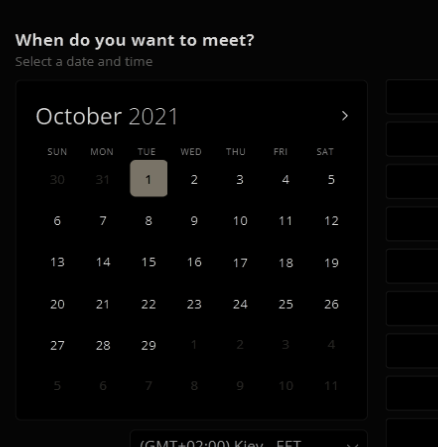 When do you want to meet?
Select a date and time
October 2021
SUN MON TUE WED THU FRI SAT
30 31 1 2 3 4 5
6 7 8 9 10 11 12
13 14 15 16 17 18 19
20 21 22 23 24 25 26
27 28 29 1 2 3 4
5 6 7 8 9 10 11
(GMT+02:00) Kiev - EET